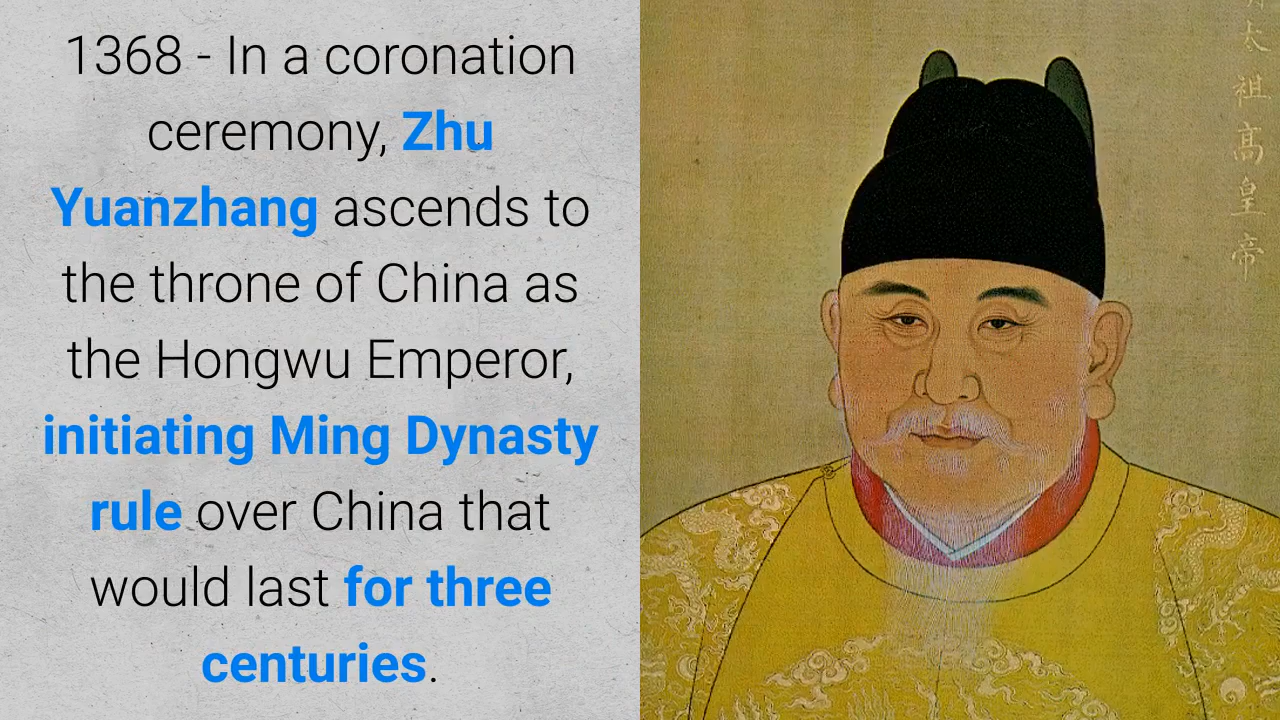 1368 - In a coronation
ceremony, Zhu
Yuanzhang ascends to
the throne of China as
the Hongwu Emperor,
initiating Ming Dynasty
rule over China that
would last for three
centuries.
太祖高皇帝